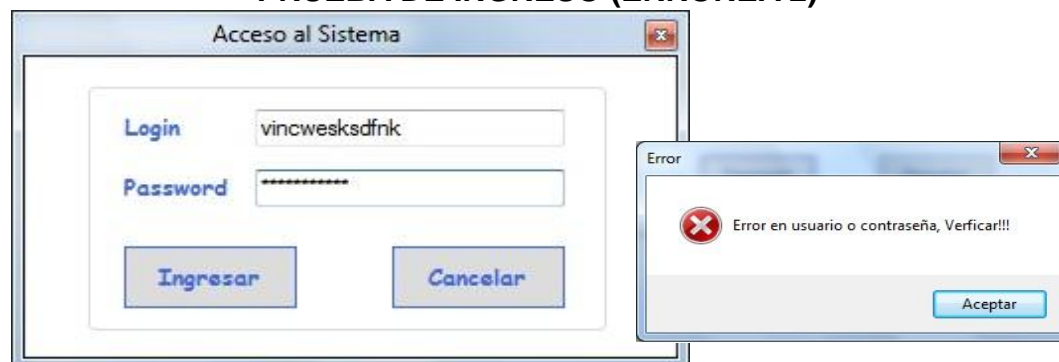 Acceso al Sistema
Login vincwesksdfnk
Password ***********
Ingresar Cancelar
Error
Error en usuario o contraseña, Verficar!!!
Aceptar